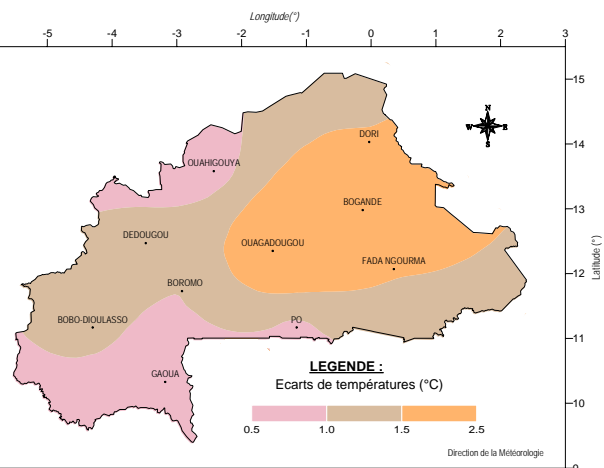 Longitude(°)
-5 -4 -3 -2 -1 0 1 2 3
15
N
W E
S
DORI
14
OUAHIGOUYA
BOGANDE
13
DEDOUGOU
OUAGADOUGOU
FADA NGOURMA
Latitude (°)
12
BOROMO
BOBO-DIOULASSO
PO
11
LEGENDE :
GAOUA
Ecarts de températures (°C)
10
0.5 1.0 1.5 2.5
Direction de la Météorologie